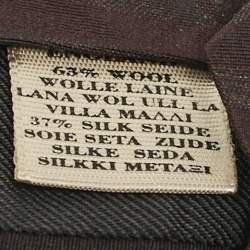 63% WOOL
WOLLE LAINE
LANA WOL ULL LA
VILLA ΜΑΛΛΙ
37% SILK SEIDE
SOIE SETA ZIJDE
SILKE SEDA
SILKKI ΜΕΤΑΞΙ